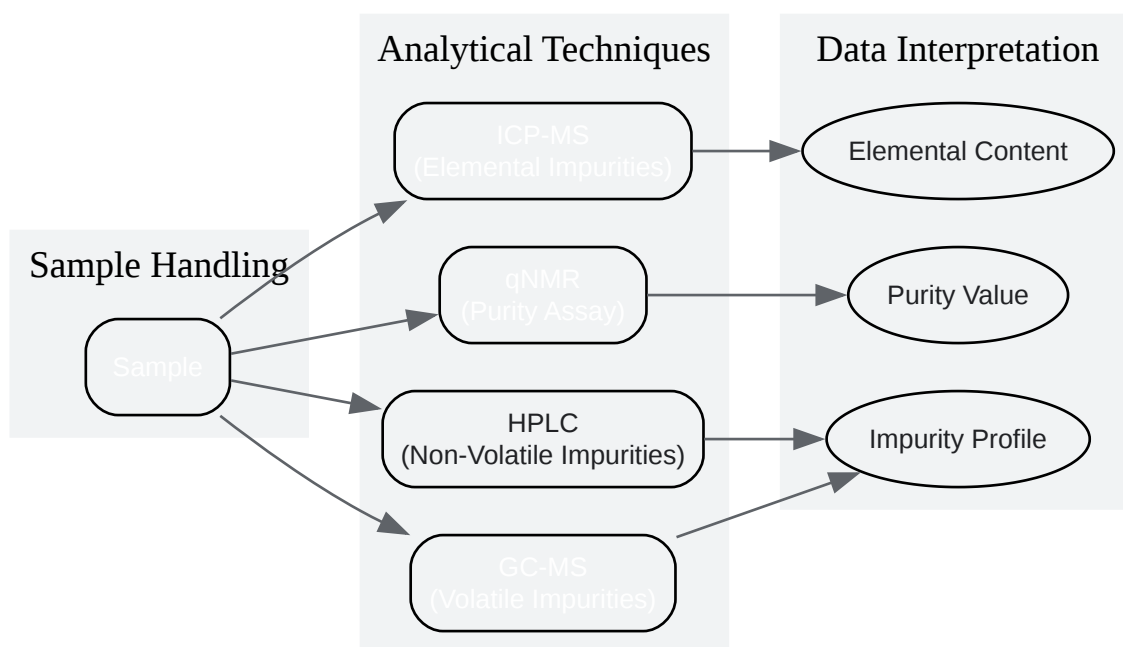 Analytical Techniques
Data Interpretation
ICP-MS
(Elemental Impurities)
Elemental Content
Sample Handling
qNMR
(Purity Assay)
Purity Value
Sample
HPLC
(Non-Volatile Impurities)
Impurity Profile
GC-MS
(Volatile Impurities)